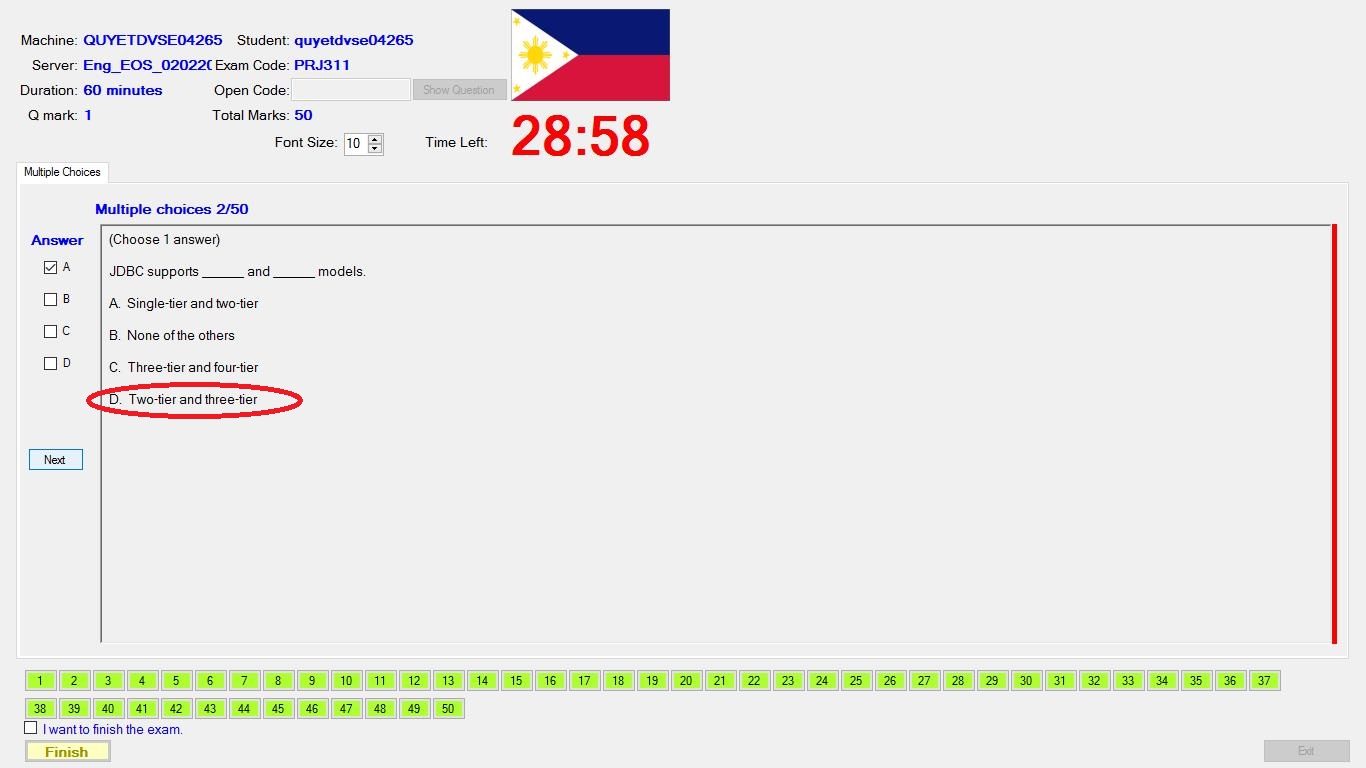 Machine: QUYETDVSE04265 Student: quyetdvse04265
Server: Eng_EOS_020220 Exam Code: PRJ311
Duration: 60 minutes Open Code: Show Question
Q mark: 1 Total Marks: 50
Font Size: 10 Time Left: 28:58
Multiple Choices
Multiple choices 2/50
Answer
(Choose 1 answer)
A
JDBC supports ______ and ______ models.
B
A. Single-tier and two-tier
C
B. None of the others
D
C. Three-tier and four-tier
D. Two-tier and three-tier
Next
1 2 3 4 5 6 7 8 9 10 11 12 13 14 15 16 17 18 19 20 21 22 23 24 25 26 27 28 29 30 31 32 33 34 35 36 37
38 39 40 41 42 43 44 45 46 47 48 49 50
I want to finish the exam.
Finish Exit